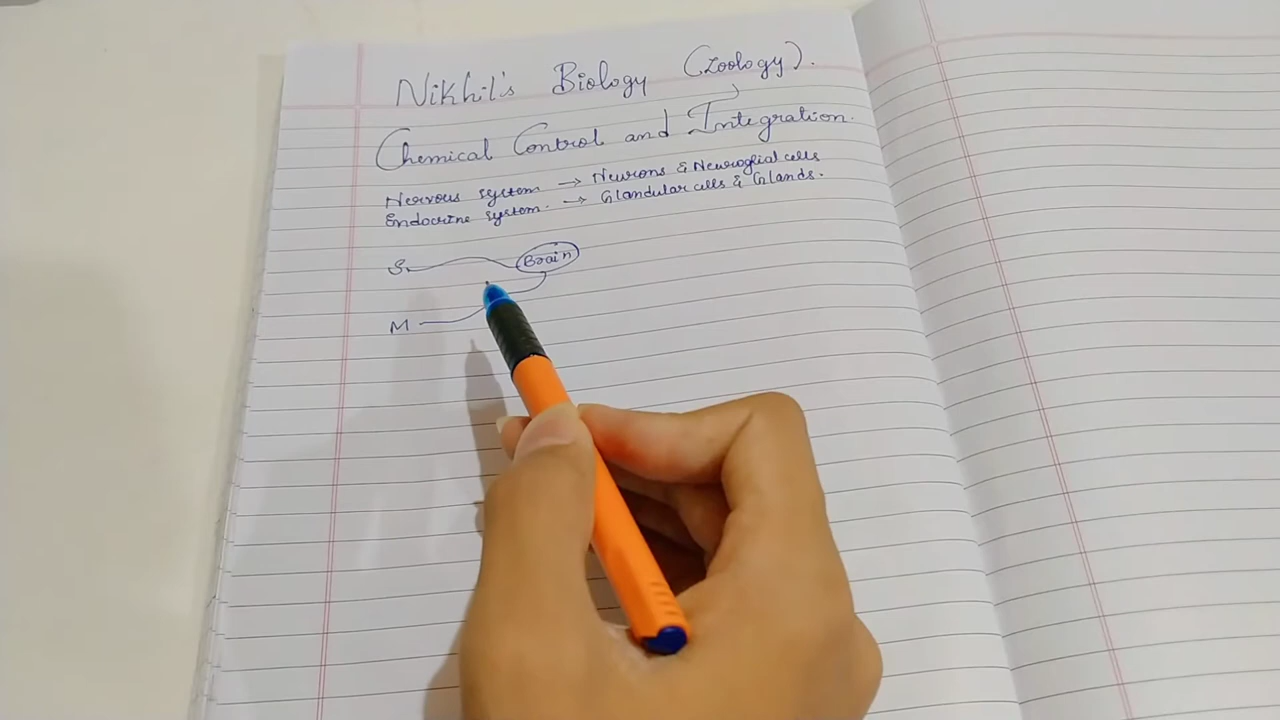 Nikhil's Biology (Zoology).
Chemical Control and Integration.
Nervous system → Neurons & Neuroglial cells
Endocrine system. → Glandular cells & Glands.
S Brain
M